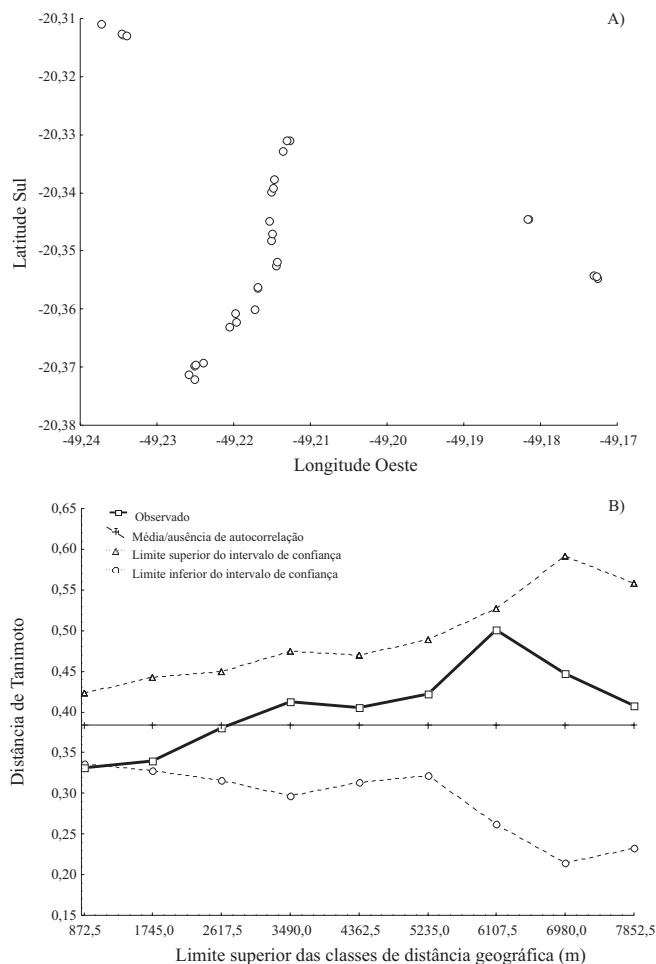 A)
-20,31
-20,32
-20,33
-20,34
-20,35
-20,36
-20,37
-20,38
Latitude Sul
-49,24 -49,23 -49,22 -49,21 -49,20 -49,19 -49,18 -49,17
Longitude Oeste
B)
Observado
Média/ausência de autocorrelação
Limite superior do intervalo de confiança
Limite inferior do intervalo de confiança
0,65
0,60
0,55
0,50
0,45
0,40
0,35
0,30
0,25
0,20
0,15
Distância de Tanimoto
872,5 1745,0 2617,5 3490,0 4362,5 5235,0 6107,5 6980,0 7852,5
Limite superior das classes de distância geográfica (m)